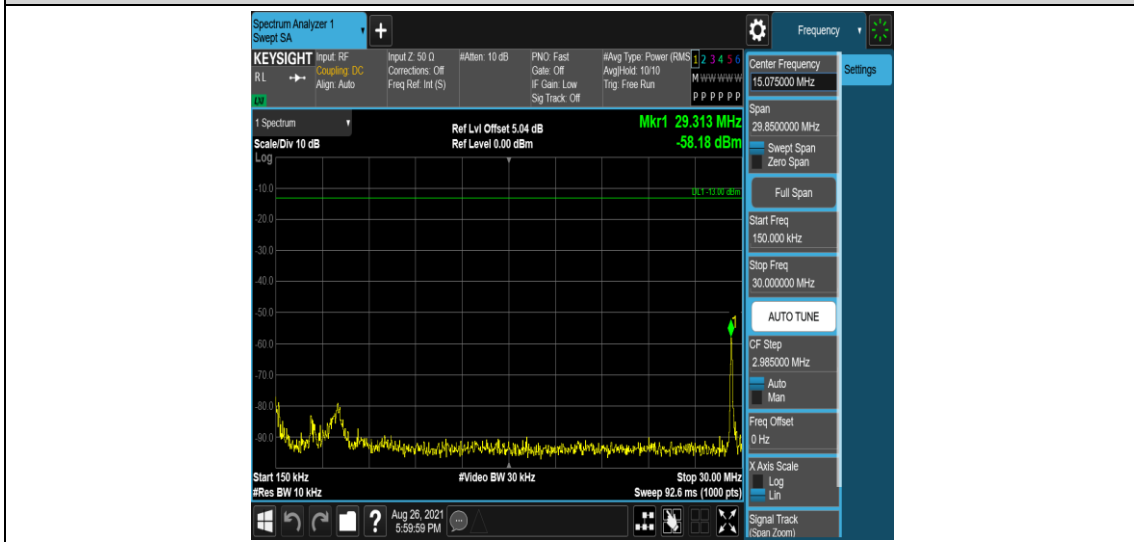 Spectrum Analyzer 1
Swept SA
+
Frequency
KEYSIGHT
RL
LXI
Input: RF
Coupling: DC
Align: Auto
Input Z: 50 Ω
Corrections: Off
Freq Ref: Int (S)
#Atten: 10 dB
PNO: Fast
Gate: Off
IF Gain: Low
Sig Track: Off
#Avg Type: Power (RMS
Avg|Hold: 10/10
Trig: Free Run
1 2 3 4 5 6
M W W W W W
P P P P P P
1 Spectrum
Scale/Div 10 dB
Log
Ref Lvl Offset 5.04 dB
Ref Level 0.00 dBm
Mkr1 29.313 MHz
-58.18 dBm
DL1 -13.00 dBm
-10.0
-20.0
-30.0
-40.0
-50.0
-60.0
-70.0
-80.0
-90.0
1
Start 150 kHz
#Res BW 10 kHz
#Video BW 30 kHz
Stop 30.00 MHz
Sweep 92.6 ms (1000 pts)
Center Frequency
15.075000 MHz
Settings
Span
29.8500000 MHz
Swept Span
Zero Span
Full Span
Start Freq
150.000 kHz
Stop Freq
30.000000 MHz
AUTO TUNE
CF Step
2.985000 MHz
Auto
Man
Freq Offset
0 Hz
X Axis Scale
Log
Lin
Signal Track
(Span Zoom)
?
Aug 26, 2021
5:59:59 PM